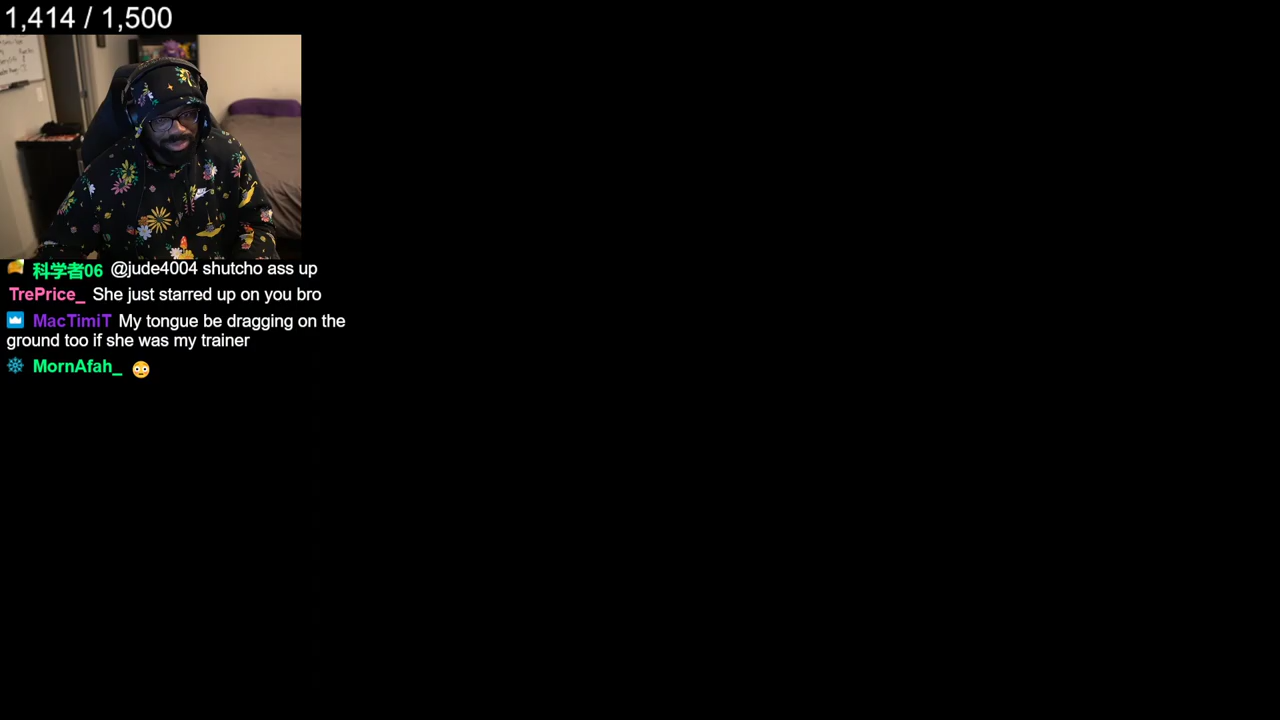 1,414 / 1,500
科学者06 @jude4004 shutcho ass up
TrePrice_ She just starred up on you bro
MacTimiT My tongue be dragging on the
ground too if she was my trainer
MornAfah_ 😳